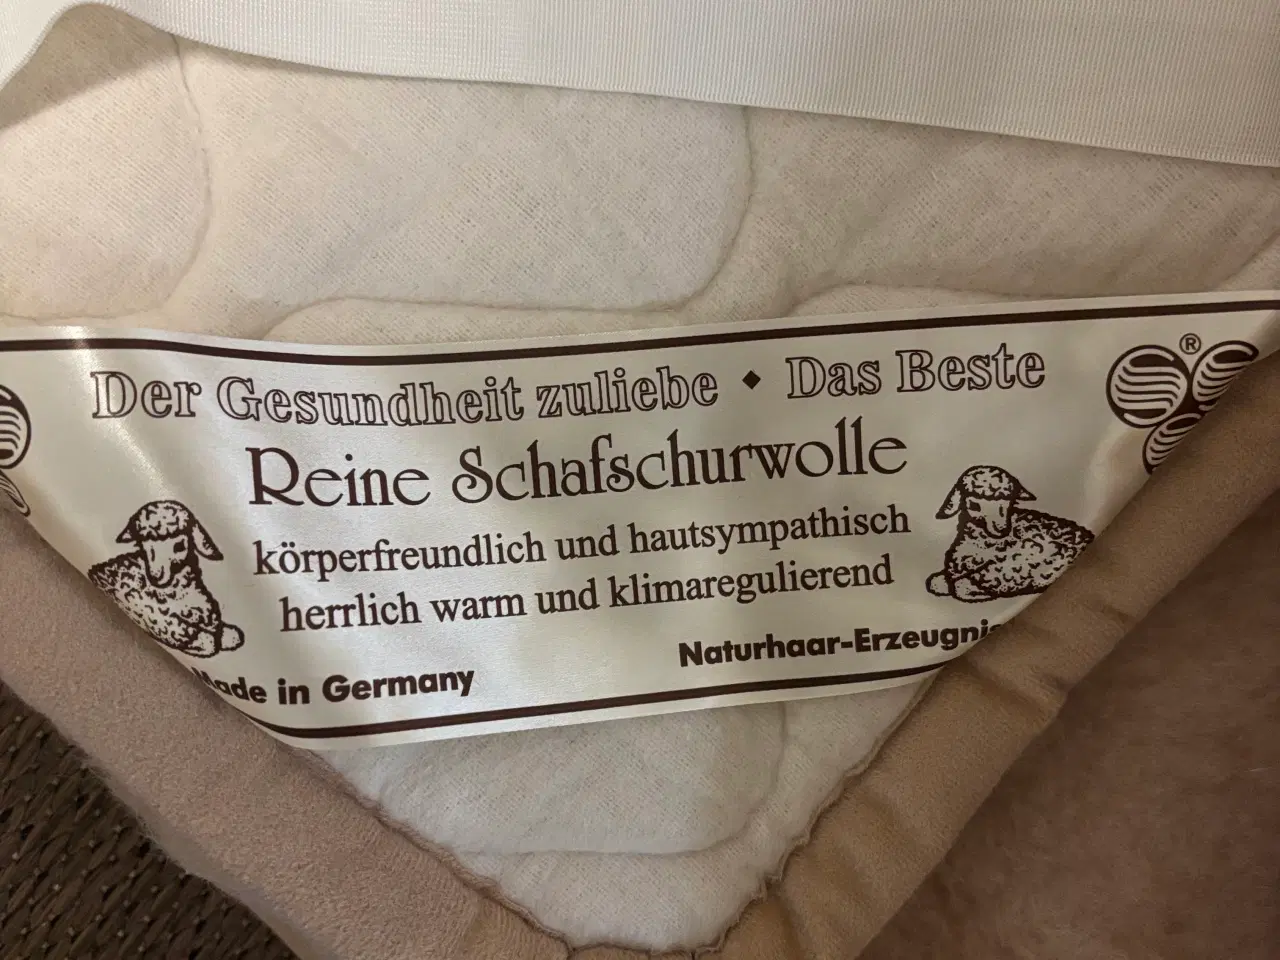 Der Gesundheit zuliebe ◆ Das Beste
®
Reine Schafschurwolle
körperfreundlich und hautsympathisch
herrlich warm und klimaregulierend
Made in Germany
Naturhaar-Erzeugnis